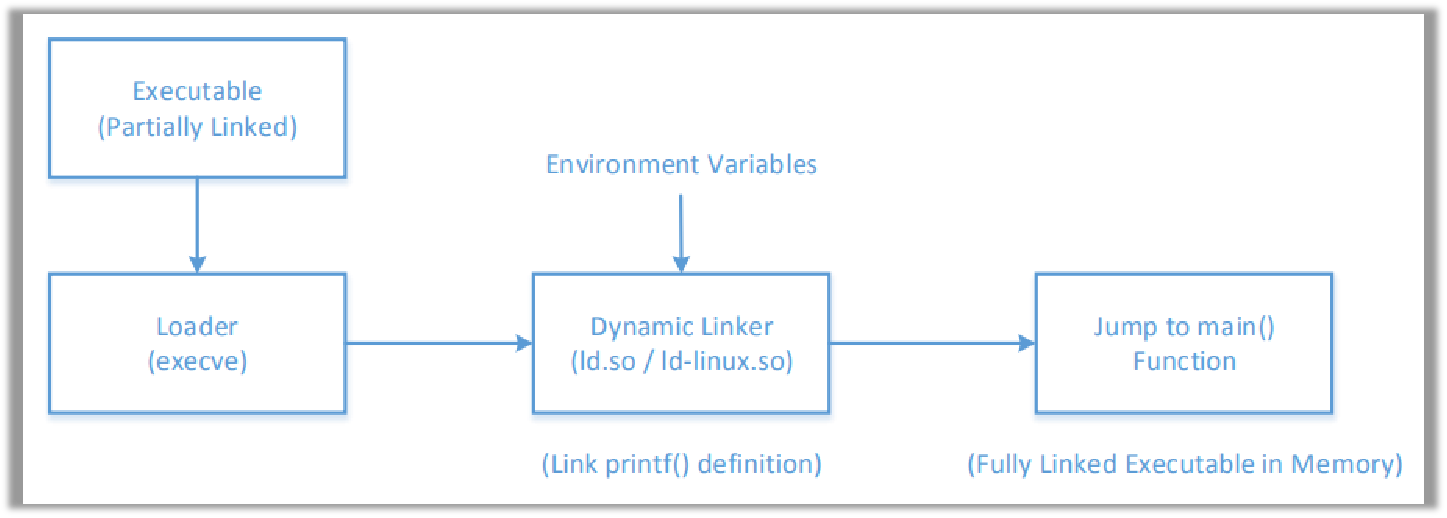 Executable
(Partially Linked)
Environment Variables
Loader
(execve)
Dynamic Linker
(ld.so / ld-linux.so)
Jump to main()
Function
(Link printf() definition)
(Fully Linked Executable in Memory)